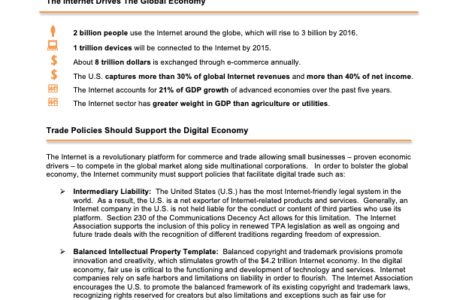 The Internet Drives The Global Economy
2 billion people use the Internet around the globe, which will rise to 3 billion by 2016.
1 trillion devices will be connected to the Internet by 2015.
About 8 trillion dollars is exchanged through e-commerce annually.
The U.S. captures more than 30% of global Internet revenues and more than 40% of net income.
The Internet accounts for 21% of GDP growth of advanced economies over the past five years.
The Internet sector has greater weight in GDP than agriculture or utilities.
Trade Policies Should Support the Digital Economy
The Internet is a revolutionary platform for commerce and trade allowing small businesses – proven economic
drivers – to compete in the global market along side multinational corporations. In order to bolster the global
economy, the Internet community must support policies that facilitate digital trade such as:
➤ Intermediary Liability: The United States (U.S.) has the most Internet-friendly legal system in the
world. As a result, the U.S. is a net exporter of Internet-related products and services. Generally, an
Internet company in the U.S. is not held liable for the conduct or content of third parties who use its
platform. Section 230 of the Communications Decency Act allows for this limitation. The Internet
Association supports the inclusion of this policy in renewed TPA legislation as well as ongoing and
future trade deals with the recognition of different traditions regarding freedom of expression.
➤ Balanced Intellectual Property Template: Balanced copyright and trademark provisions promote
innovation and creativity, which stimulates growth of the $4.2 trillion Internet economy. In the digital
economy, fair use is critical to the functioning and development of technology and services. Internet
companies rely on safe harbors and limitations on liability in order to flourish. The Internet Association
encourages the U.S. to promote the balanced framework of its existing copyright and trademark laws,
recognizing rights reserved for creators but also limitations and exceptions such as fair use for